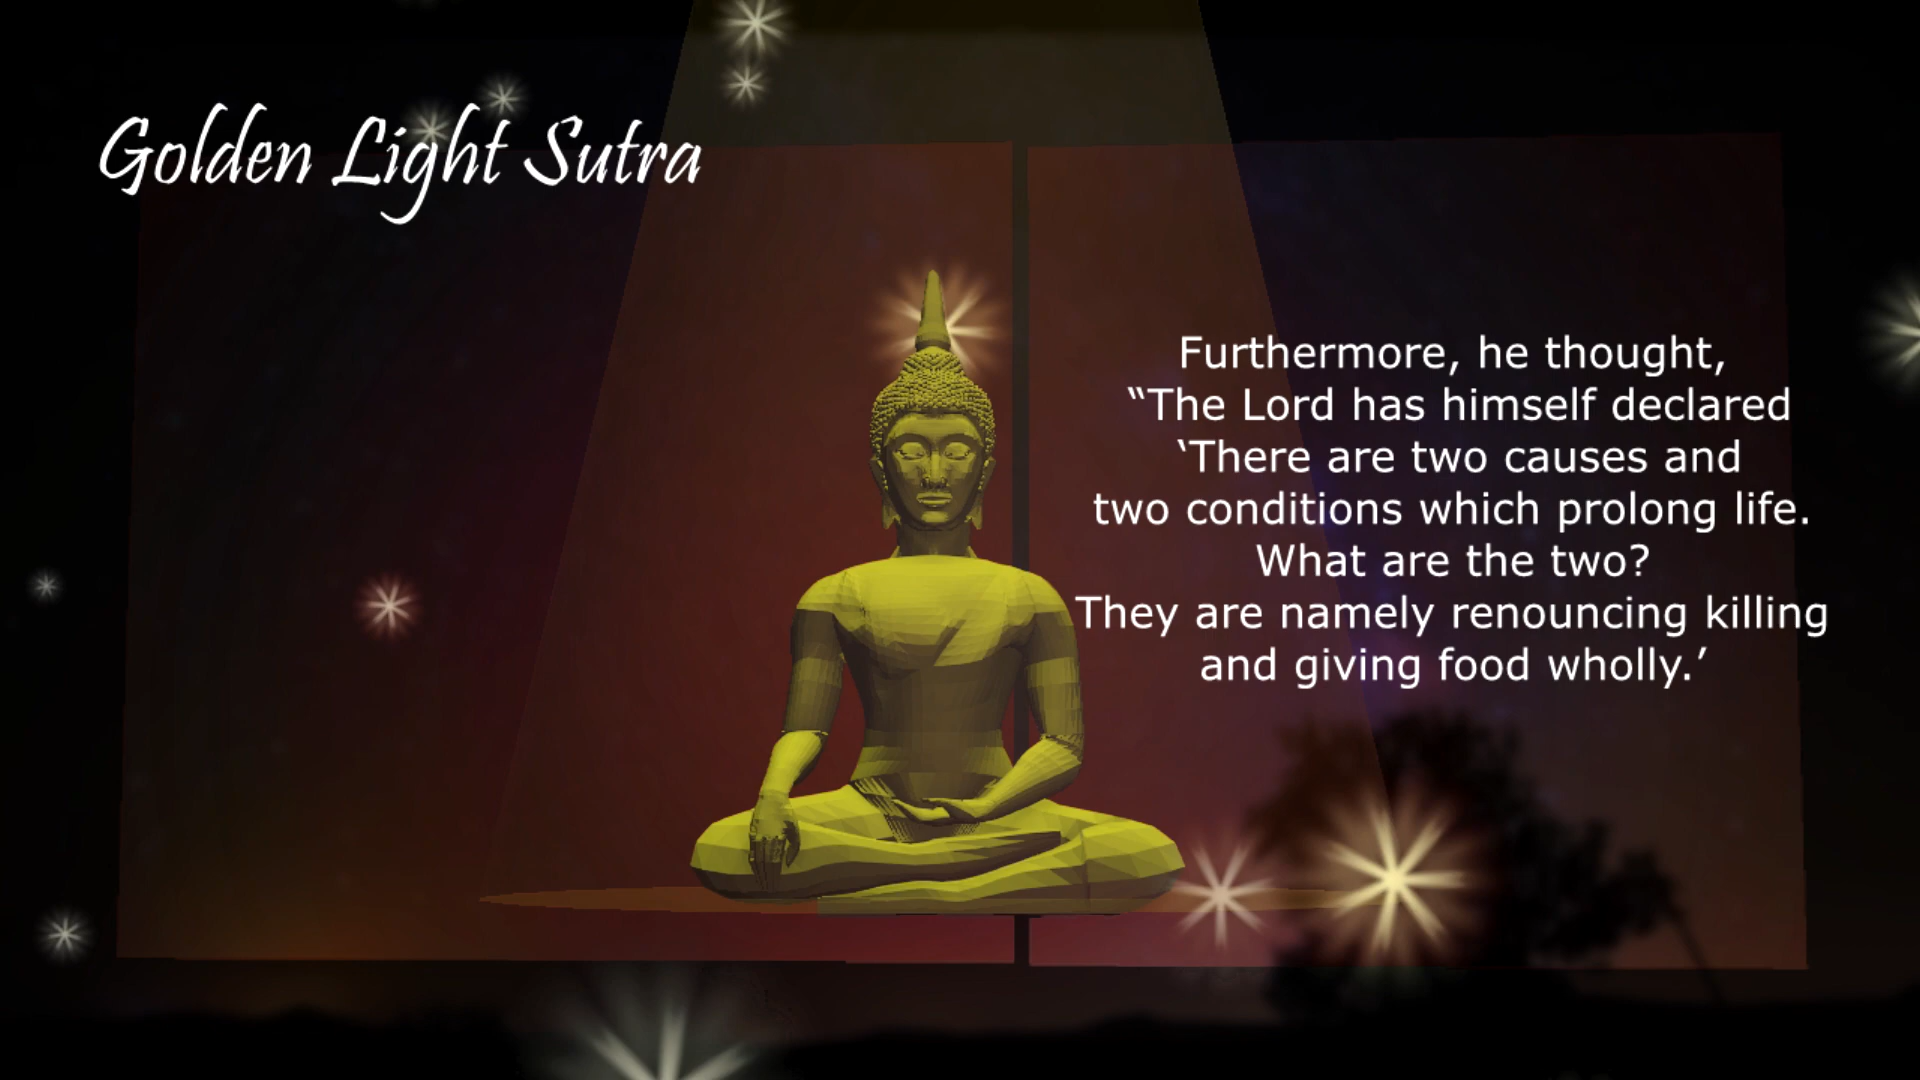 Golden Light Sutra
Furthermore, he thought,
“The Lord has himself declared
‘There are two causes and
two conditions which prolong life.
What are the two?
They are namely renouncing killing
and giving food wholly.’